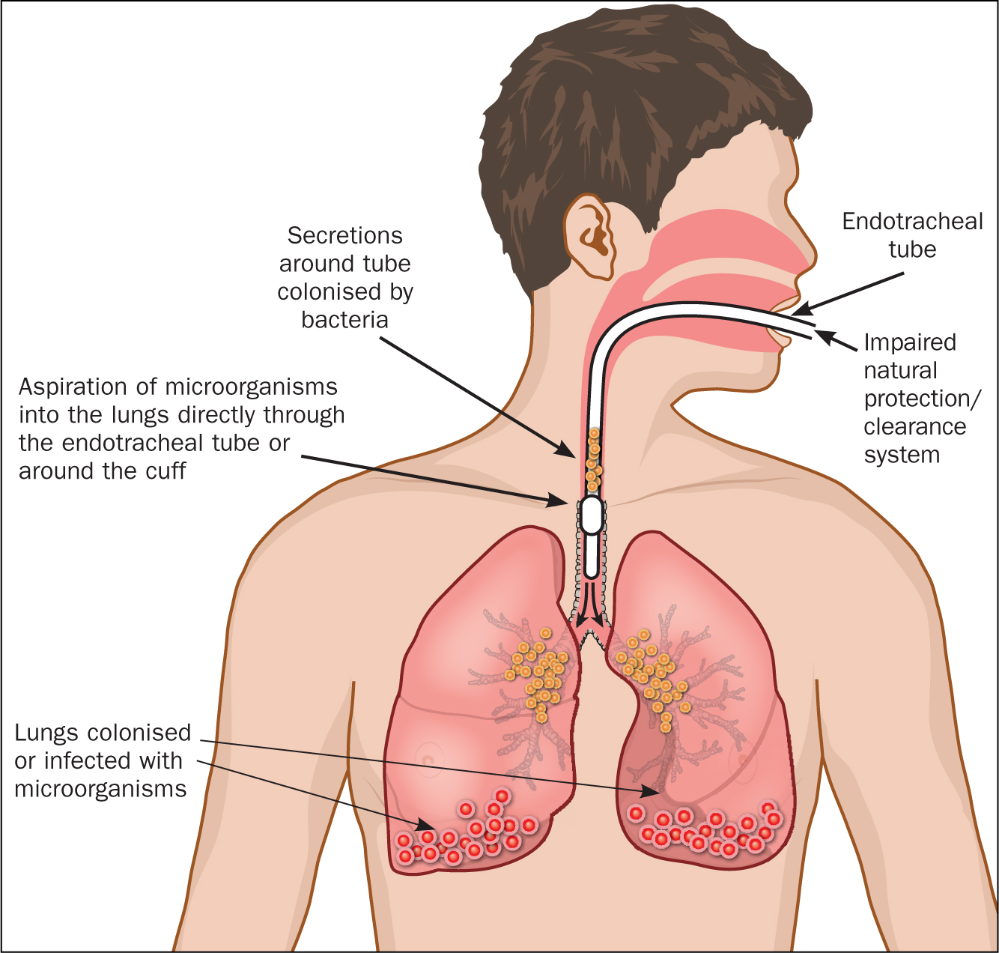 Secretions
around tube
colonised by
bacteria
Endotracheal
tube
Impaired
natural
protection/
clearance
system
Aspiration of microorganisms
into the lungs directly through
the endotracheal tube or
around the cuff
Lungs colonised
or infected with
microorganisms